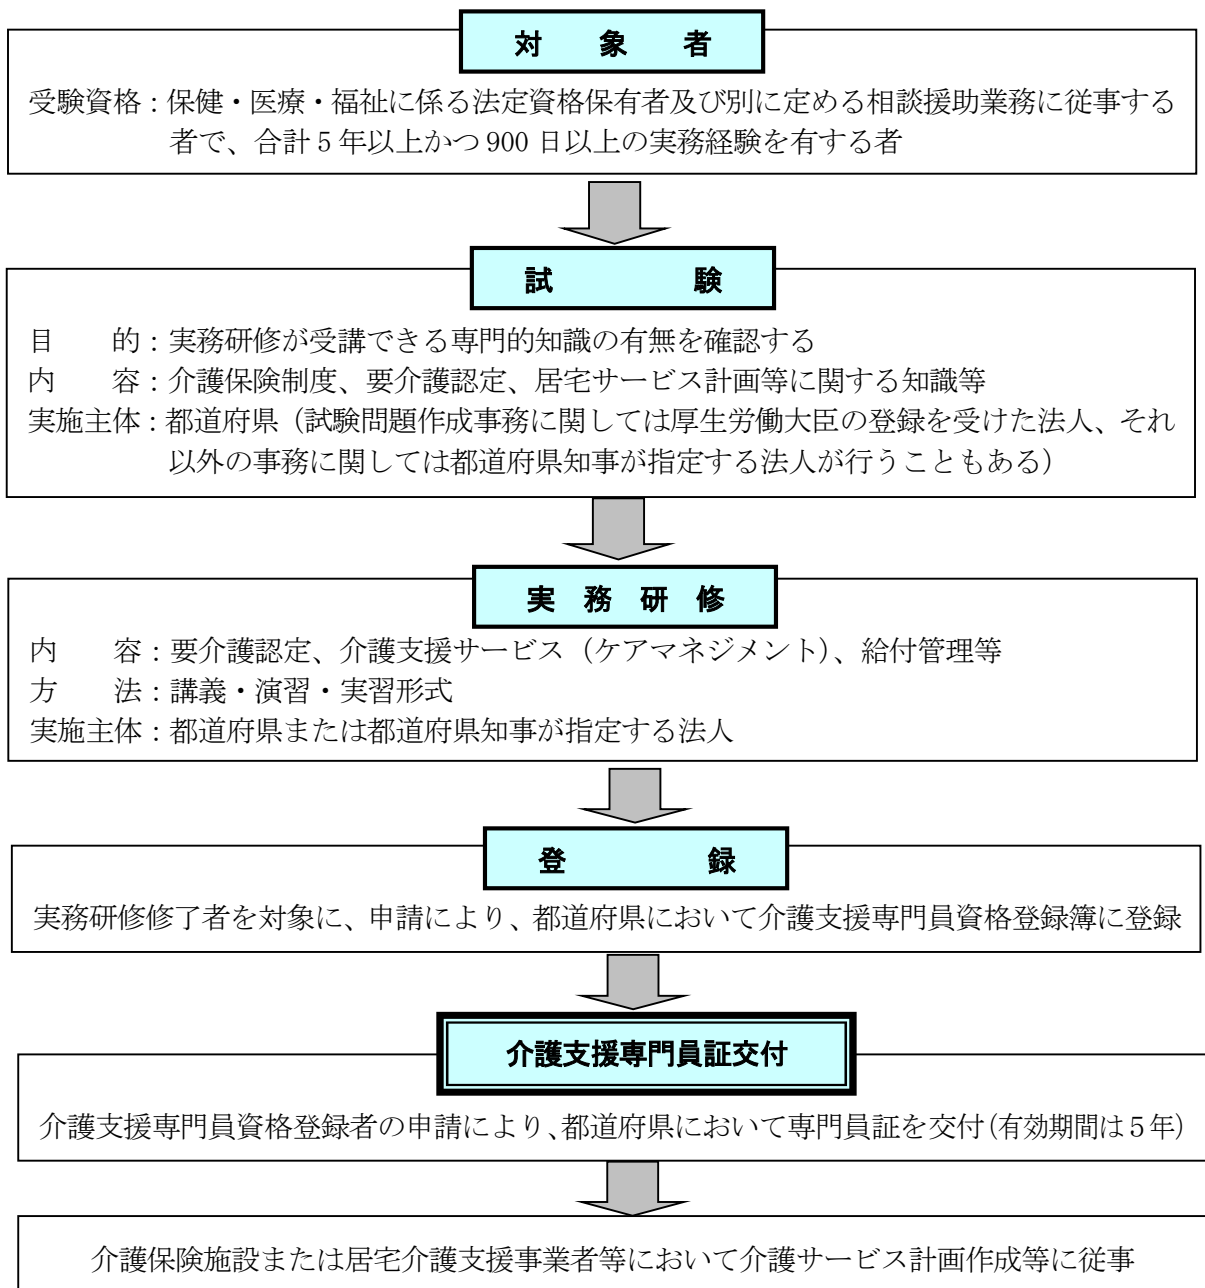 対　象　者
受験資格：保健・医療・福祉に係る法定資格保有者及び別に定める相談援助業務に従事する
者で、合計5年以上かつ900日以上の実務経験を有する者
試　　　験
目　　的：実務研修が受講できる専門的知識の有無を確認する
内　　容：介護保険制度、要介護認定、居宅サービス計画等に関する知識等
実施主体：都道府県（試験問題作成事務に関しては厚生労働大臣の登録を受けた法人、それ
以外の事務に関しては都道府県知事が指定する法人が行うこともある）
実　務　研　修
内　　容：要介護認定、介護支援サービス（ケアマネジメント）、給付管理等
方　　法：講義・演習・実習形式
実施主体：都道府県または都道府県知事が指定する法人
登　　　録
実務研修修了者を対象に、申請により、都道府県において介護支援専門員資格登録簿に登録
介護支援専門員証交付
介護支援専門員資格登録者の申請により、都道府県において専門員証を交付（有効期間は5年）
介護保険施設または居宅介護支援事業者等において介護サービス計画作成等に従事